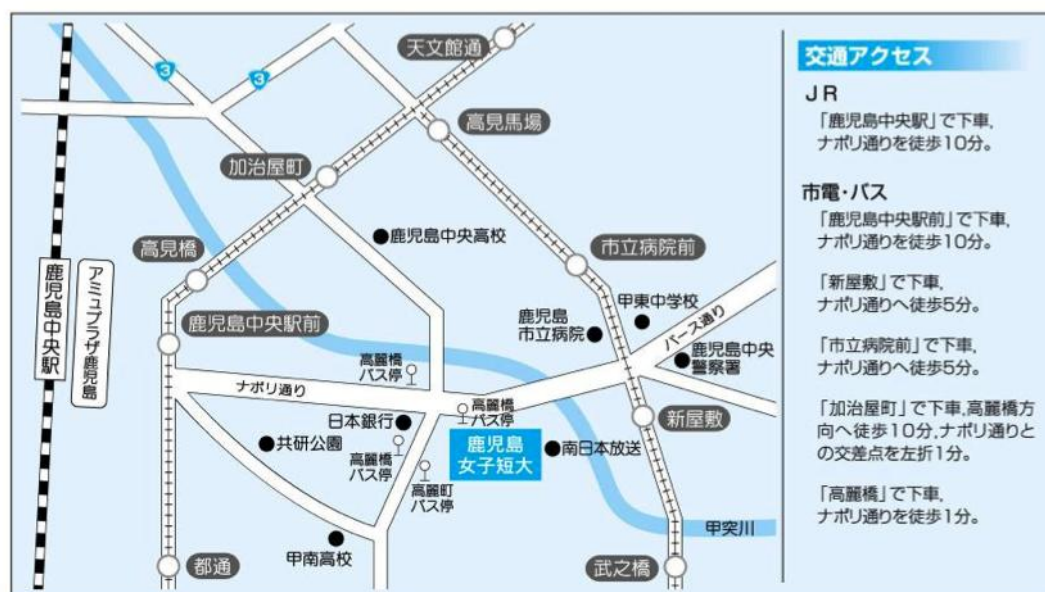 天文館通
3
3
高見馬場
加治屋町
鹿児島中央高校
高見橋
市立病院前
鹿児島中央駅
アミュプラザ鹿児島
甲東中学校
鹿児島
市立病院
パース通り
鹿児島中央駅前
鹿児島中央
警察署
高麗橋
バス停
ナポリ通り
高麗橋
バス停
日本銀行
新屋敷
共研公園
高麗橋
バス停
鹿児島
女子短大
南日本放送
高麗町
バス停
甲突川
甲南高校
都通
武之橋
交通アクセス
JR
「鹿児島中央駅」で下車,
ナポリ通りを徒歩10分。
市電・バス
「鹿児島中央駅前」で下車,
ナポリ通りを徒歩10分。
「新屋敷」で下車,
ナポリ通りへ徒歩5分。
「市立病院前」で下車,
ナポリ通りへ徒歩5分。
「加治屋町」で下車,高麗橋方
向へ徒歩10分,ナポリ通りと
の交差点を左折1分。
「高麗橋」で下車,
ナポリ通りを徒歩1分。